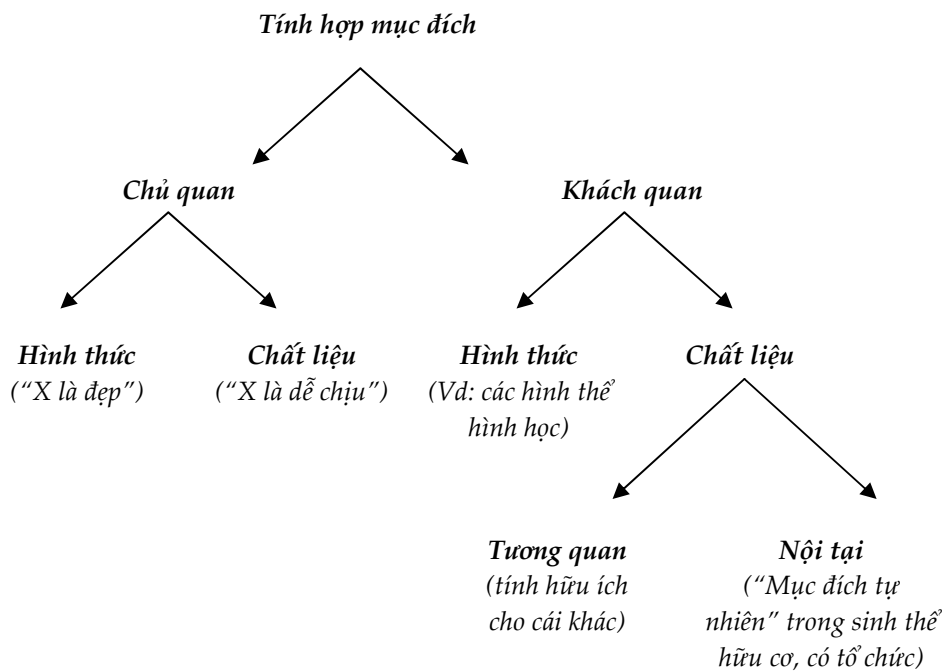 Tính hợp mục đích
Chủ quan
Khách quan
Hình thức
(“X là đẹp”)
Chất liệu
(“X là dễ chịu”)
Hình thức
(Vd: các hình thể
hình học)
Chất liệu
Tương quan
(tính hữu ích
cho cái khác)
Nội tại
(“Mục đích tự
nhiên” trong sinh thể
hữu cơ, có tổ chức)